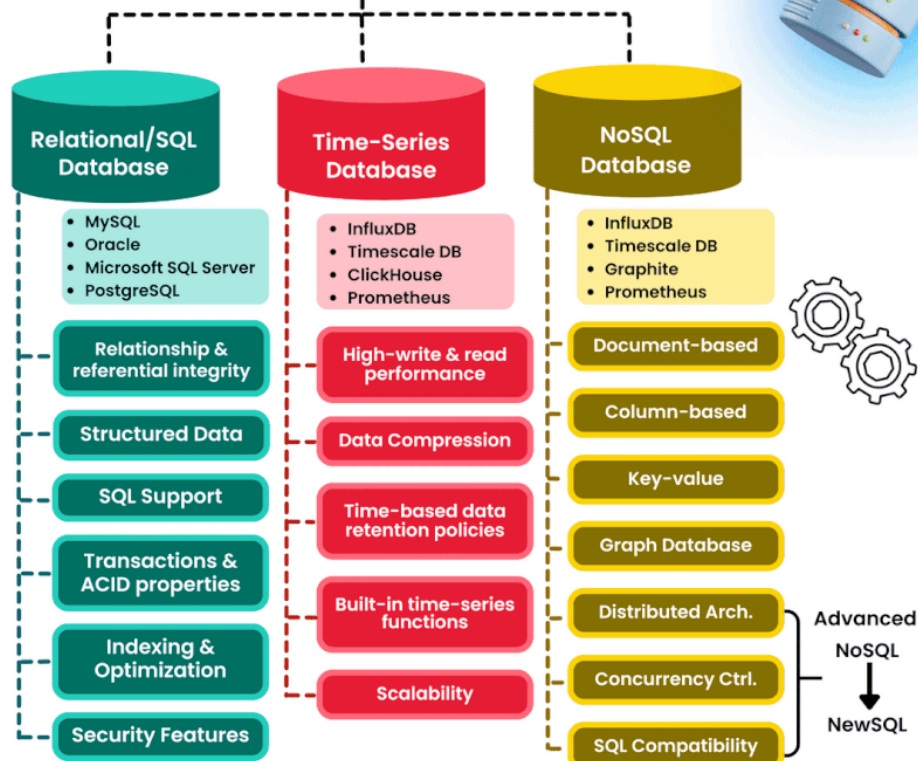 Relational/SQL
Database
• MySQL
• Oracle
• Microsoft SQL Server
• PostgreSQL
Relationship &
referential integrity
Structured Data
SQL Support
Transactions &
ACID properties
Indexing &
Optimization
Security Features
Time-Series
Database
• InfluxDB
• Timescale DB
• ClickHouse
• Prometheus
High-write & read
performance
Data Compression
Time-based data
retention policies
Built-in time-series
functions
Scalability
NoSQL
Database
• InfluxDB
• Timescale DB
• Graphite
• Prometheus
Document-based
Column-based
Key-value
Graph Database
Distributed Arch.
Concurrency Ctrl.
SQL Compatibility
Advanced
NoSQL
NewSQL